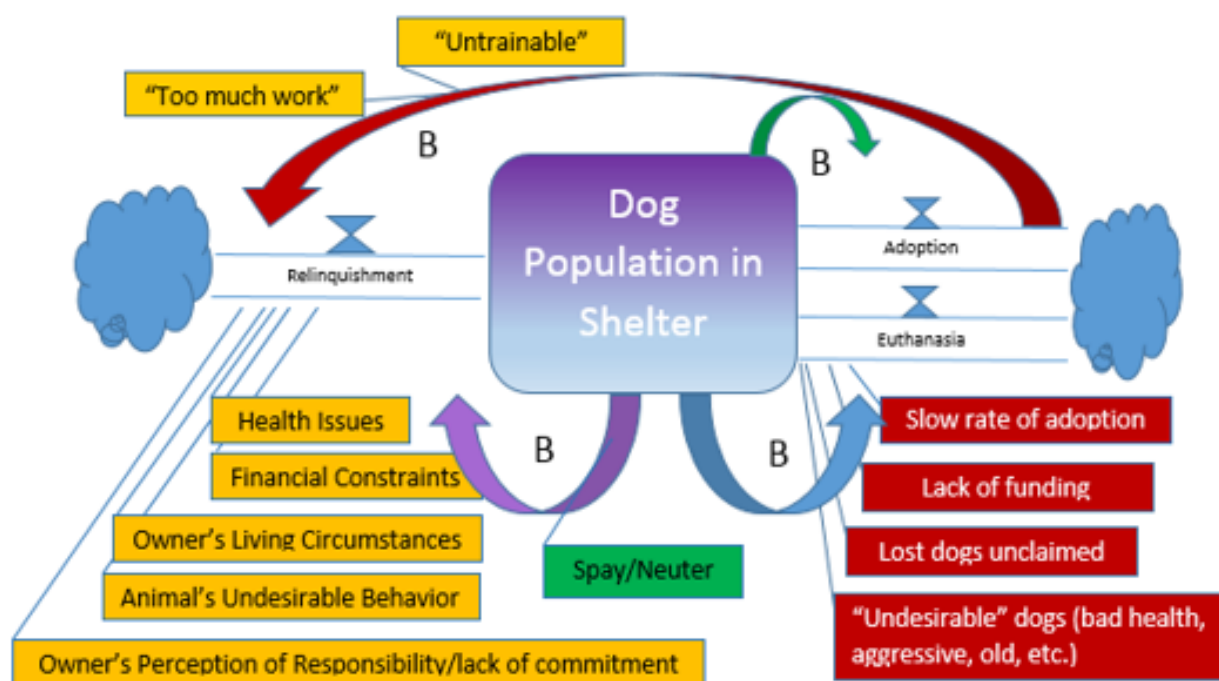 “Untrainable”
“Too much work”
B
B
Dog
Population in
Shelter
Relinquishment
Adoption
Euthanasia
Health Issues
Financial Constraints
Owner’s Living Circumstances
Animal’s Undesirable Behavior
Owner’s Perception of Responsibility/lack of commitment
B
Spay/Neuter
B
Slow rate of adoption
Lack of funding
Lost dogs unclaimed
“Undesirable” dogs (bad health,
aggressive, old, etc.)